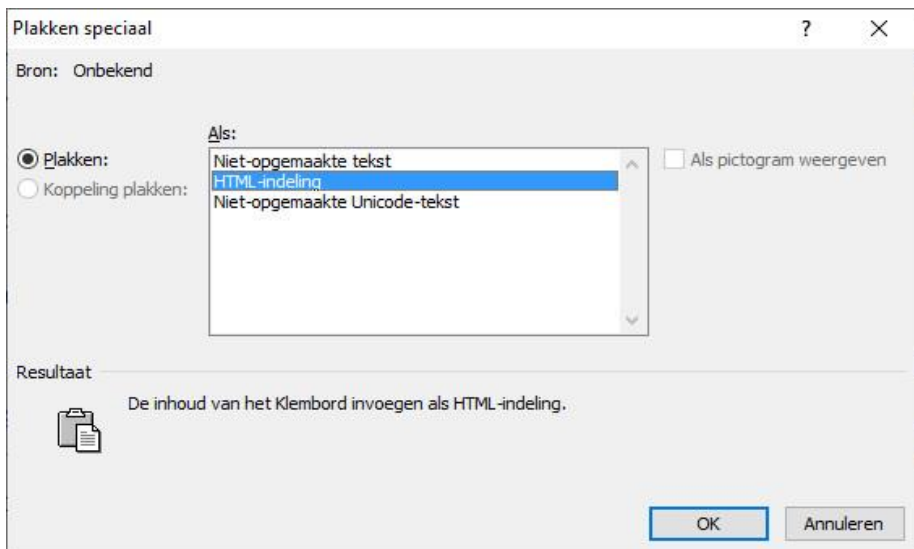 Plakken speciaal
Bron: Onbekend
Als:
Plakken:
Koppeling plakken:
Niet-opgemaakte tekst
HTML-indeling
Niet-opgemaakte Unicode-tekst
Als pictogram weergeven
Resultaat
De inhoud van het Klembord invoegen als HTML-indeling.
OK
Annuleren